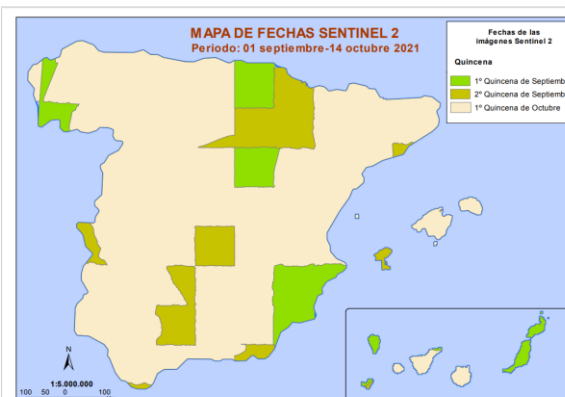 MAPA DE FECHAS SENTINEL 2
Periodo: 01 septiembre-14 octubre 2021
Fechas de las
imágenes Sentinel 2
Quincena
1º Quincena de Septiemb
2º Quincena de Septiemb
1º Quincena de Octubre
N
1:5.000.000
100 50 0 100